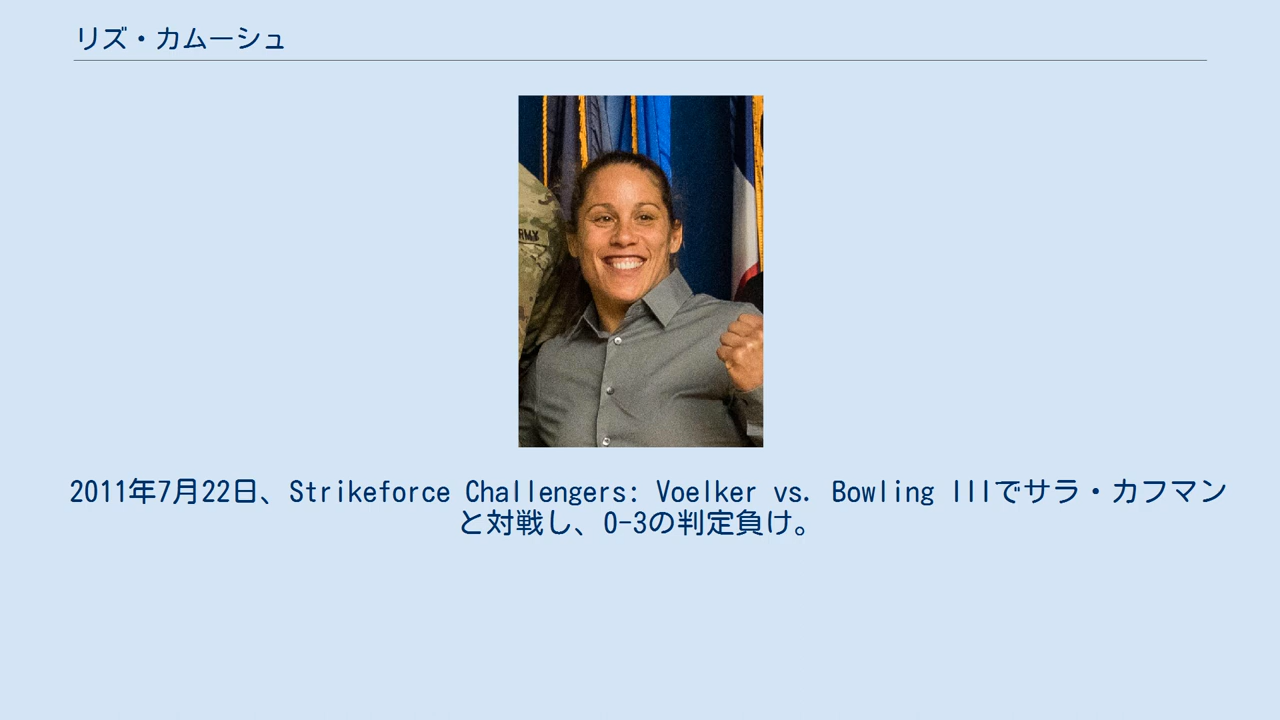 リズ・カムーシュ
ARMY
2011年7月22日、Strikeforce Challengers: Voelker vs. Bowling IIIでサラ・カフマン
と対戦し、0-3の判定負け。